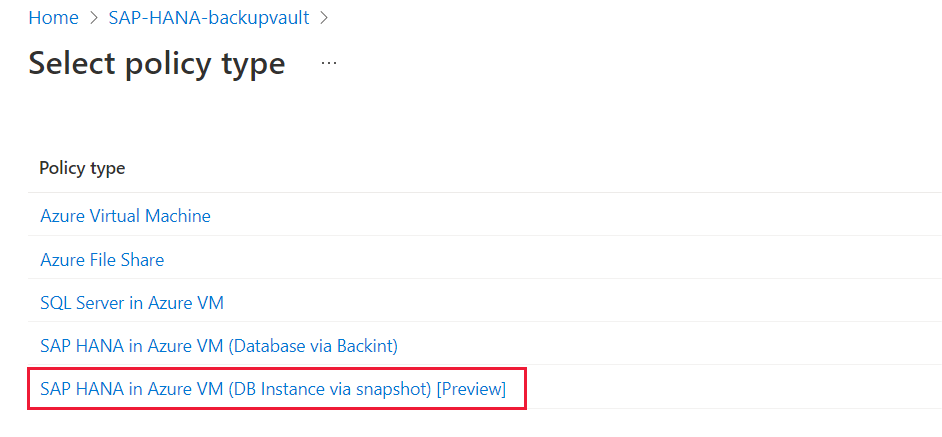 Home > SAP-HANA-backupvault >
Select policy type ...
Policy type
Azure Virtual Machine
Azure File Share
SQL Server in Azure VM
SAP HANA in Azure VM (Database via Backint)
SAP HANA in Azure VM (DB Instance via snapshot) [Preview]